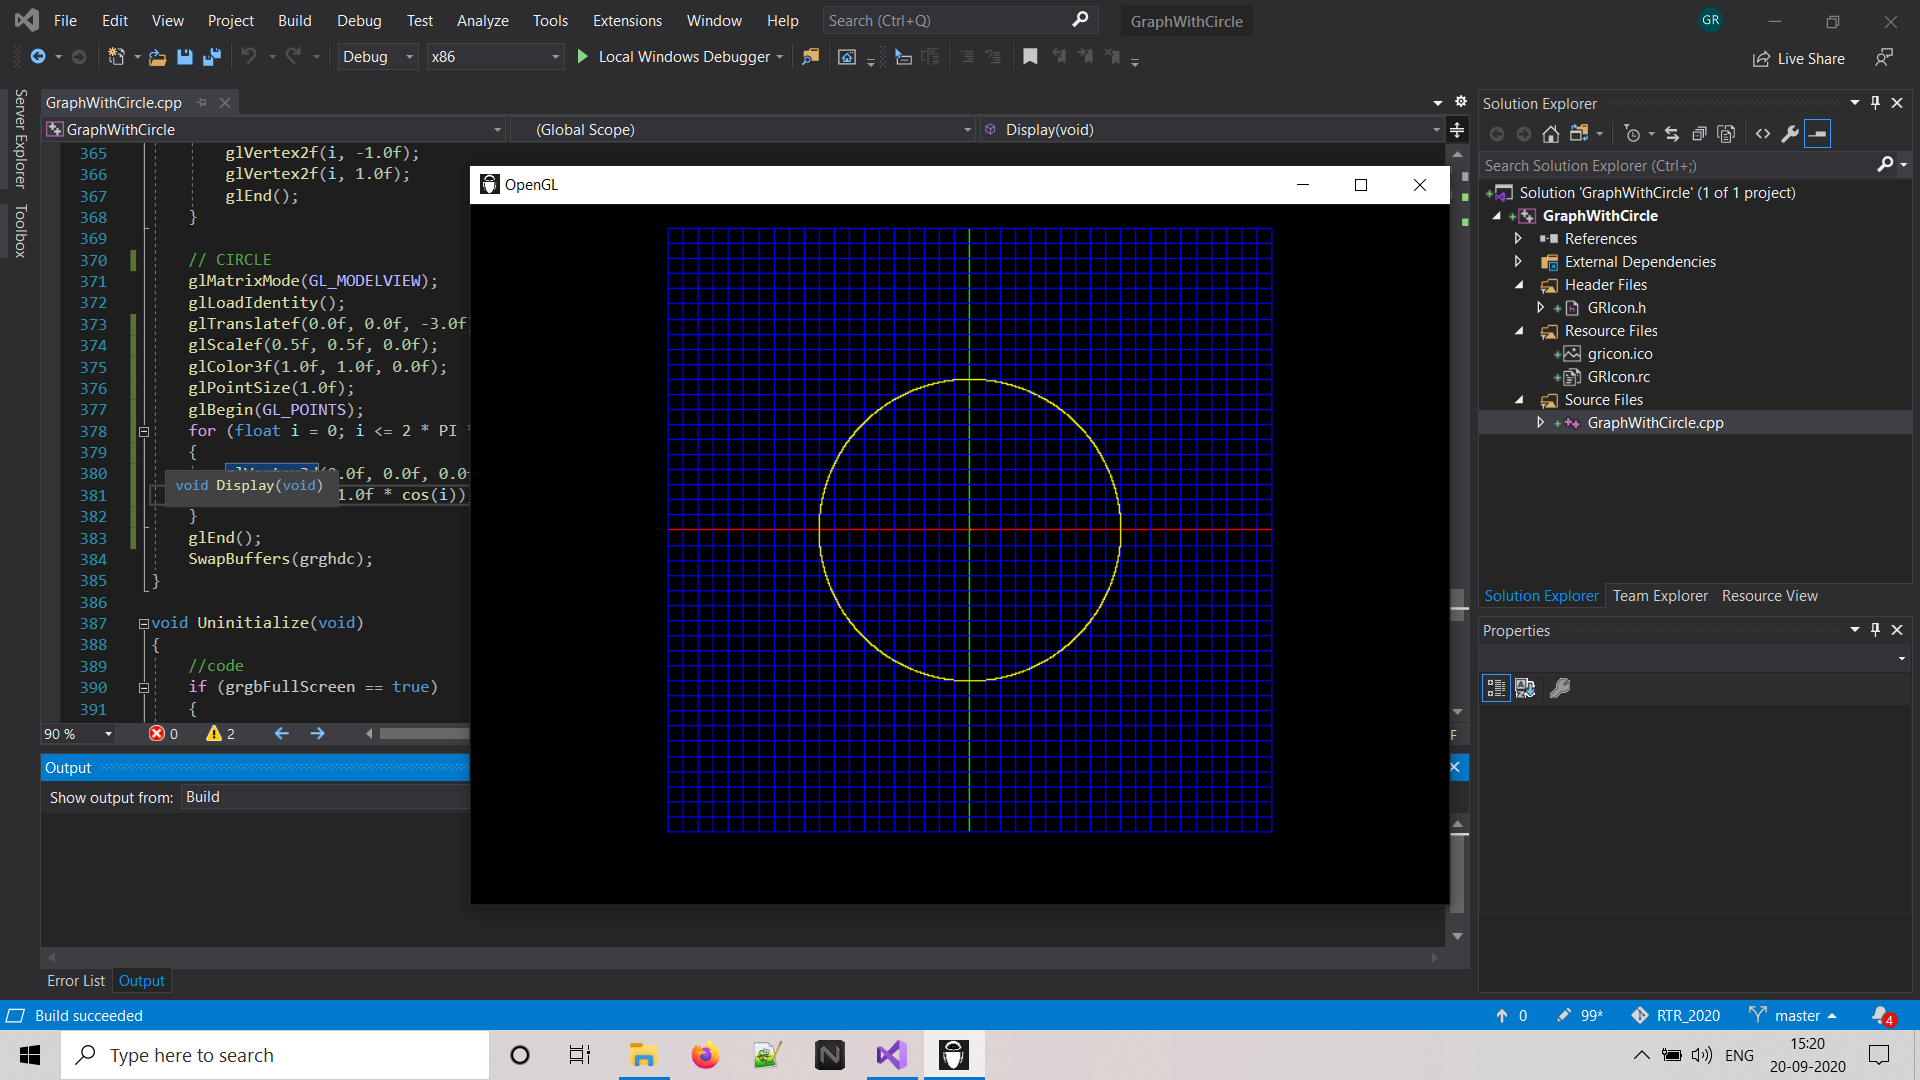 File Edit View Project Build Debug Test Analyze Tools Extensions Window Help Search (Ctrl+Q) GraphWithCircle GR
Debug x86 Local Windows Debugger Live Share
Server Explorer
Toolbox
GraphWithCircle.cpp
GraphWithCircle (Global Scope) Display(void)
365 glVertex2f(i, -1.0f);
366 glVertex2f(i, 1.0f);
367 glEnd();
368 }
369
370 // CIRCLE
371 glMatrixMode(GL_MODELVIEW);
372 glLoadIdentity();
373 glTranslatef(0.0f, 0.0f, -3.0f
374 glScalef(0.5f, 0.5f, 0.0f);
375 glColor3f(1.0f, 1.0f, 0.0f);
376 glPointSize(1.0f);
377 glBegin(GL_POINTS);
378 for (float i = 0; i <= 2 * PI *
379 {
380 .0f, 0.0f, 0.0
381 1.0f * cos(i))
void Display(void)
382 }
383 glEnd();
384 SwapBuffers(grghdc);
385 }
386
387 void Uninitialize(void)
388 {
389 //code
390 if (grgbFullScreen == true)
391 {
90 % 0 2
OpenGL
F
Output
Show output from: Build
Error List Output
Solution Explorer
Search Solution Explorer (Ctrl+;)
Solution 'GraphWithCircle' (1 of 1 project)
GraphWithCircle
References
External Dependencies
Header Files
GRIcon.h
Resource Files
gricon.ico
GRIcon.rc
Source Files
GraphWithCircle.cpp
Solution Explorer Team Explorer Resource View
Properties
Build succeeded 0 99* RTR_2020 master 4
Type here to search ENG 15:20
20-09-2020